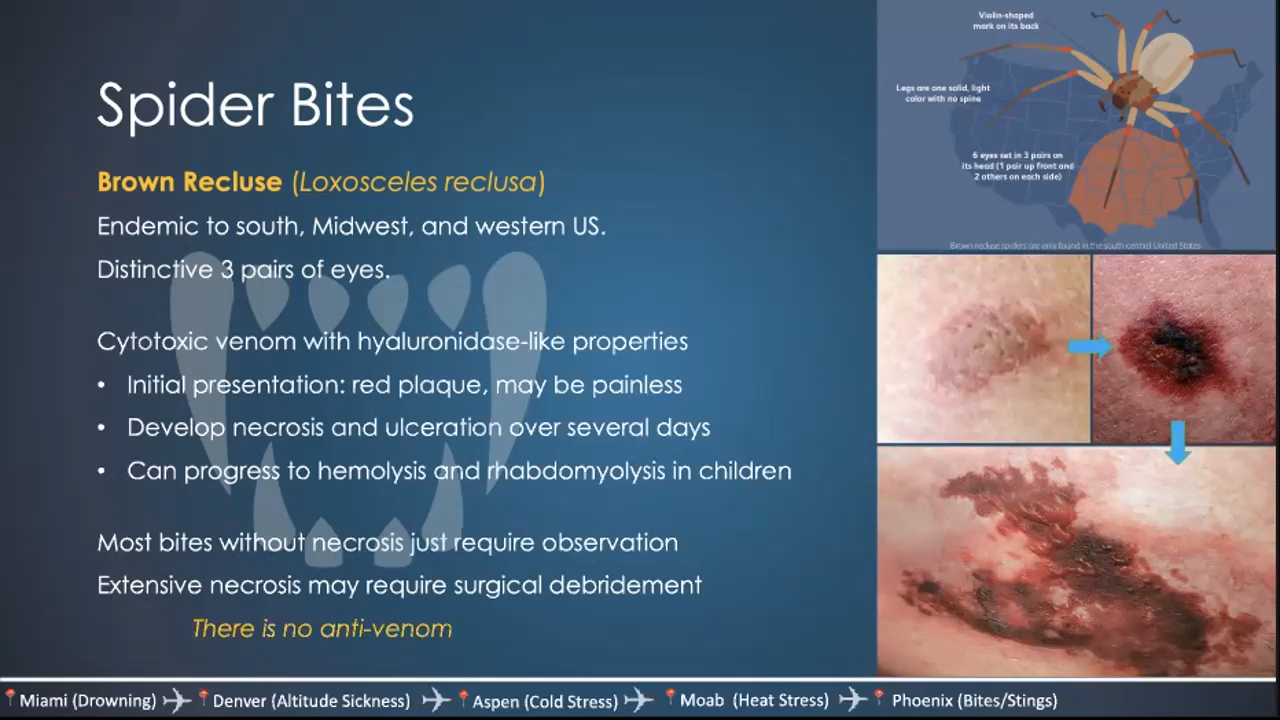 Spider Bites
Brown Recluse (Loxosceles reclusa)
Endemic to south, Midwest, and western US.
Distinctive 3 pairs of eyes.
Cytotoxic venom with hyaluronidase-like properties
• Initial presentation: red plaque, may be painless
• Develop necrosis and ulceration over several days
• Can progress to hemolysis and rhabdomyolysis in children
Most bites without necrosis just require observation
Extensive necrosis may require surgical debridement
There is no anti-venom
Violin-shaped
mark on its back
Legs are one solid, light
color with no spine
6 eyes set in 3 pairs on
its head (1 pair up front and
2 others on each side)
Brown recluse spiders are only found in the south central United States
Miami (Drowning) Denver (Altitude Sickness) Aspen (Cold Stress) Moab (Heat Stress) Phoenix (Bites/Stings)